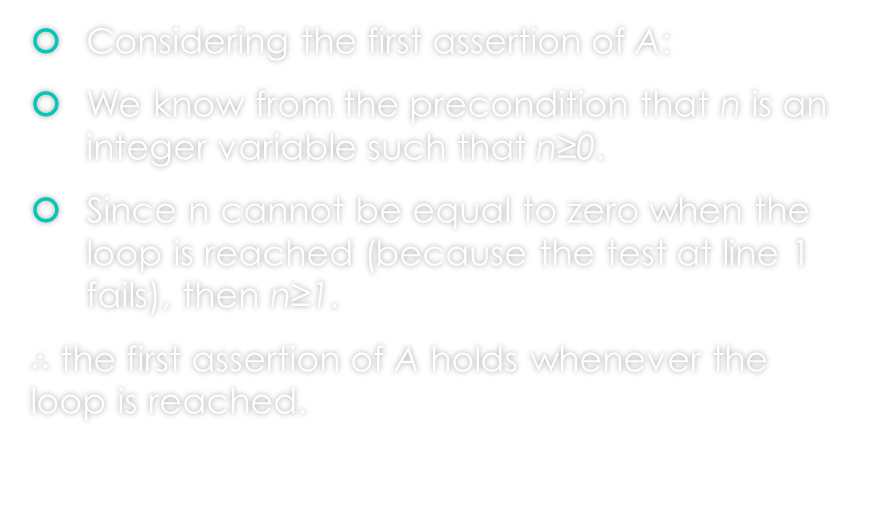 Considering the first assertion of A:
We know from the precondition that n is an
integer variable such that n≥0.
Since n cannot be equal to zero when the
loop is reached (because the test at line 1
fails), then n≥1.
∴ the first assertion of A holds whenever the
loop is reached.